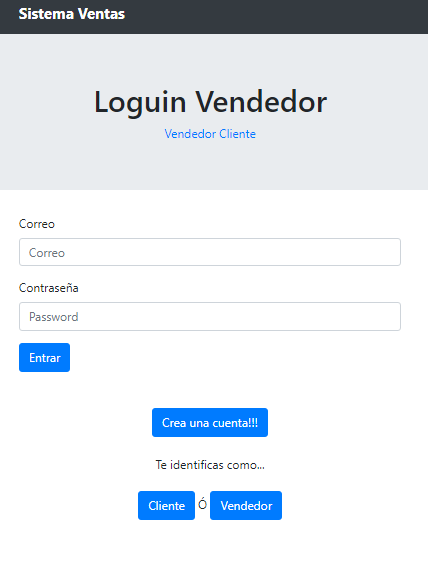 Sistema Ventas
Loguin Vendedor
Vendedor Cliente
Correo
Correo
Contraseña
Password
Entrar
Crea una cuenta!!!
Te identificas como...
Cliente Ó Vendedor